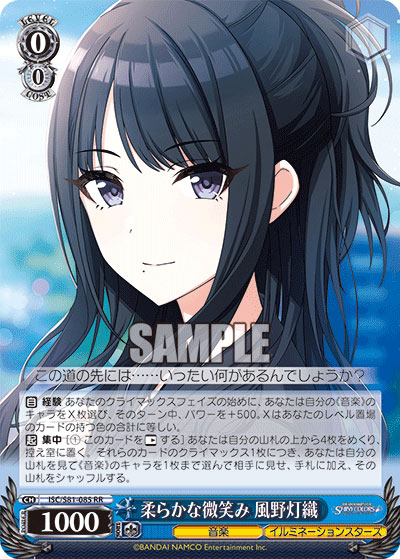 LEVEL
0
0
COST
SAMPLE
この道の先には……いったい何があるんでしょうか？
自 経験 あなたのクライマックスフェイズの始めに、あなたは自分の《音楽》の
キャラをX枚選び、そのターン中、パワーを＋500。Xはあなたのレベル置場
のカードの持つ色の合計に等しい。
起 集中 ［① このカードを する］ あなたは自分の山札の上から4枚をめくり、
控え室に置く。それらのカードのクライマックス1枚につき、あなたは自分の
山札を見て《音楽》のキャラを1枚まで選んで相手に見せ、手札に加え、その
山札をシャッフルする。
ISC/S81-085 RR
1000
柔らかな微笑み 風野灯織
SHINYCOLORS
音楽
イルミネーションスターズ
©BANDAI NAMCO Entertainment Inc.